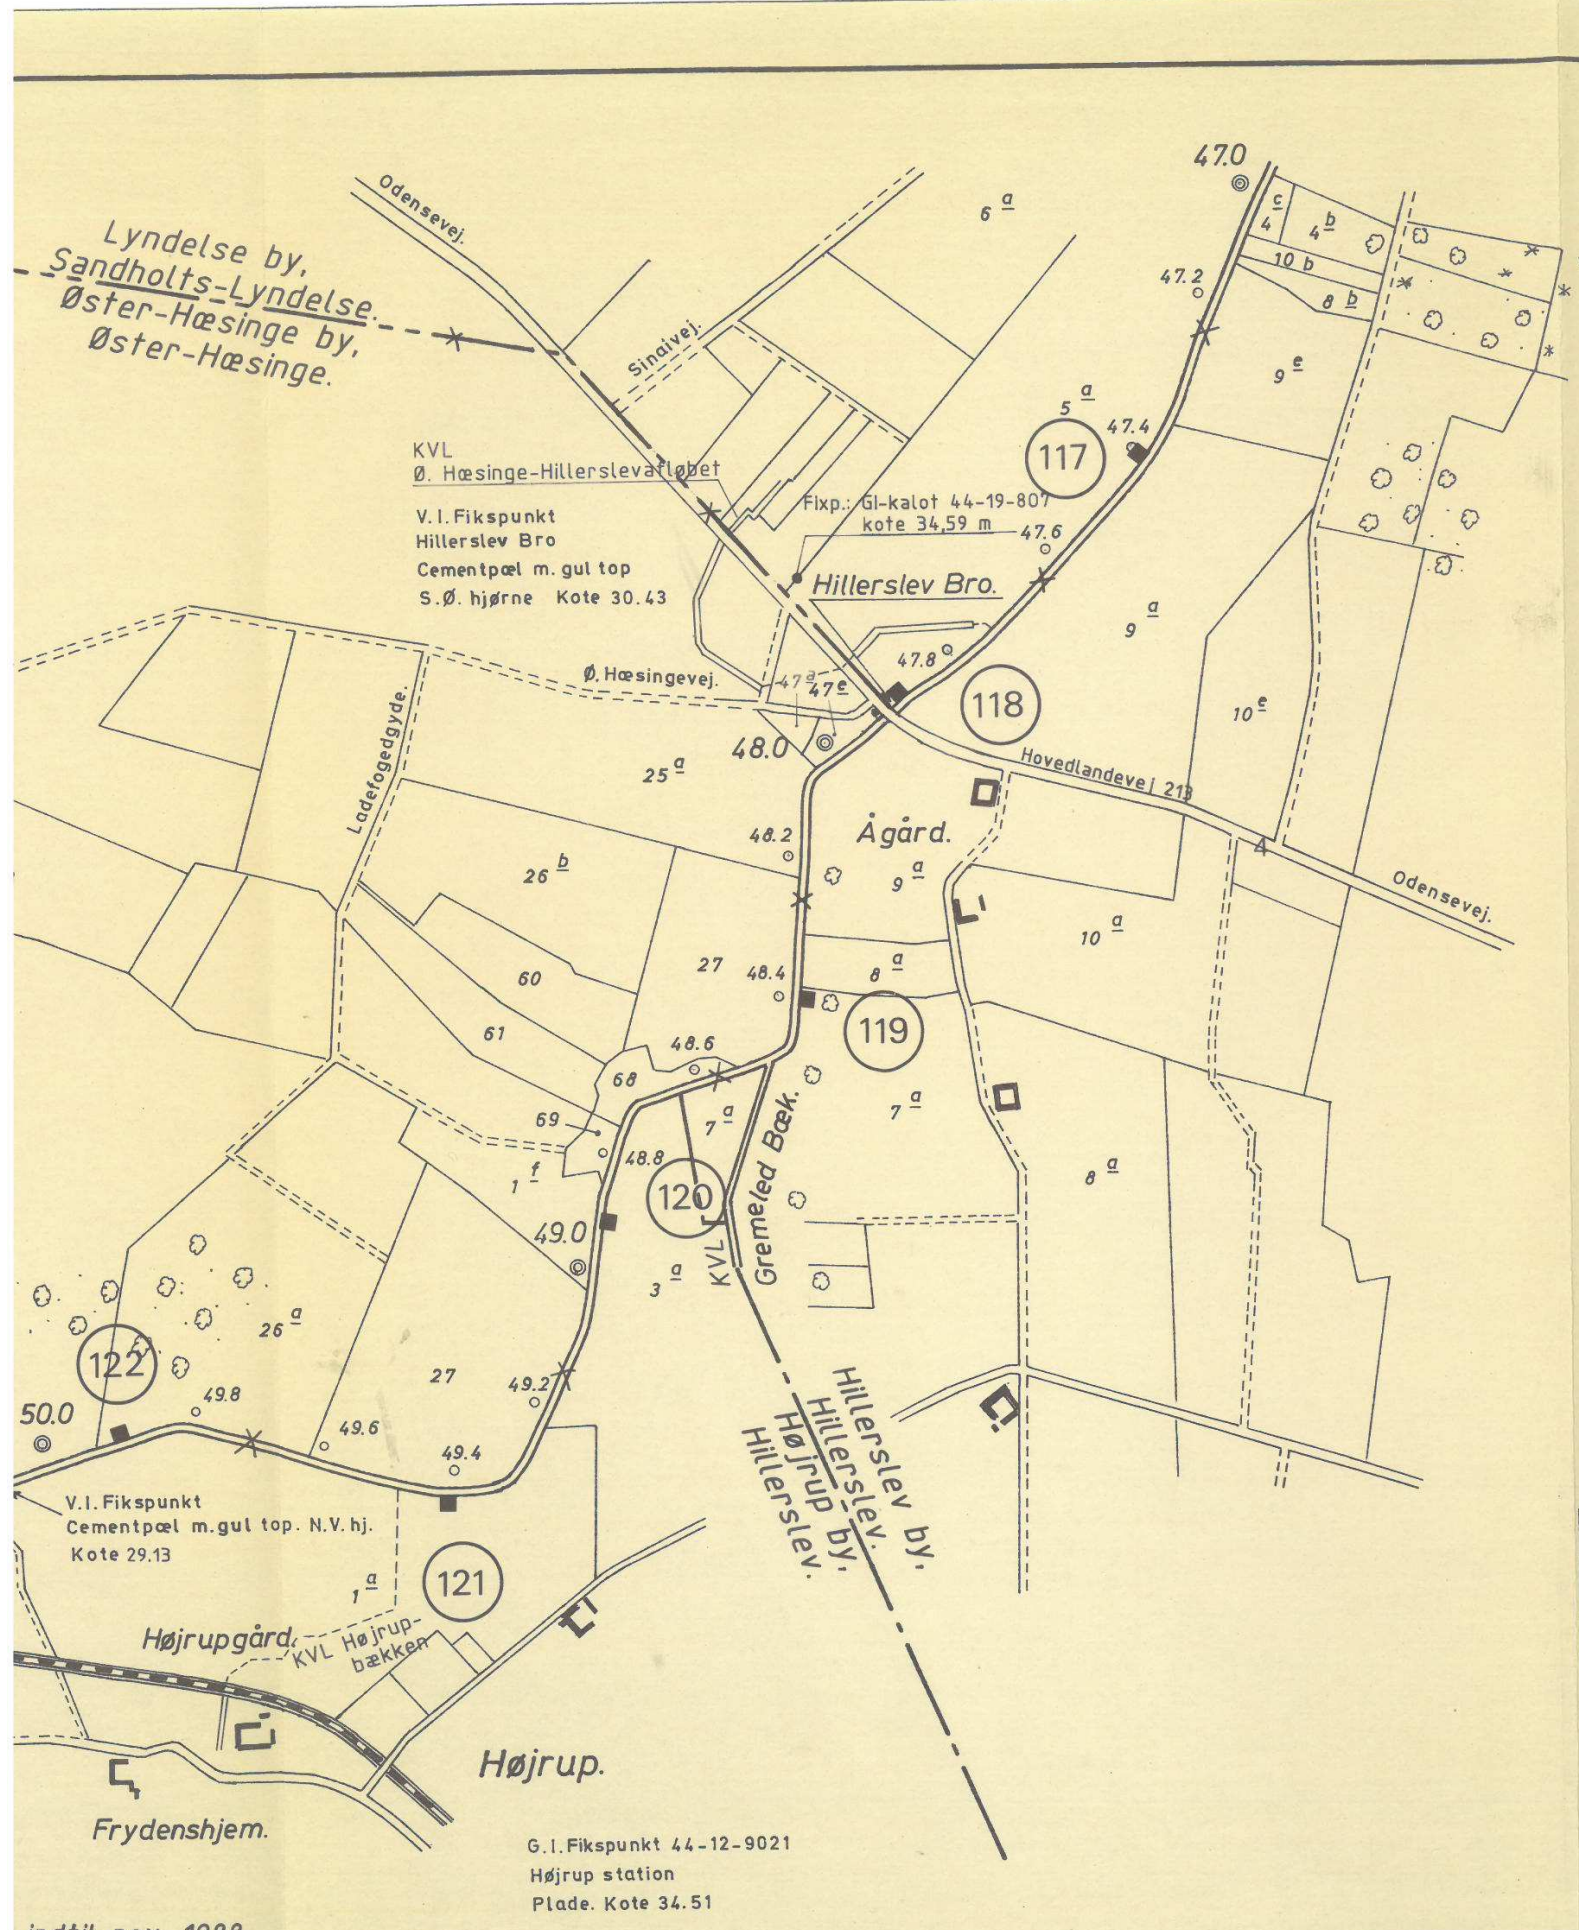 47.0
Odensevej.
Lyndelse by,
Sandholts-Lyndelse.
Øster-Hæsinge by,
Øster-Hæsinge.
6 a
c
4
4 b
10 b
8 b
47.2
Sinaivej.
9 e
5 a
47.4
117
KVL
Ø. Hæsinge-Hillerslevafløbet
V.I. Fikspunkt
Hillerslev Bro
Cementpæl m. gul top
S.Ø. hjørne Kote 30.43
Fixp.: GI-kalot 44-19-807
kote 34,59 m
47.6
Hillerslev Bro.
9 a
47.8
Ø. Hæsingevej.
47 a
47 e
118
10 e
48.0
25 a
Ladefogedgyde.
Hovedlandevej 213
48.2
Ågård.
26 b
9 a
Odensevej.
10 a
27
48.4
8 a
60
61
119
48.6
68
69
7 a
7 a
Gremeled Bæk.
48.8
1 f
120
8 a
49.0
KVL
3 a
26 a
122
27
49.2
49.8
50.0
49.6
49.4
Hillerslev by,
Hillerslev.
Højrup by,
Hillerslev.
V.I. Fikspunkt
Cementpæl m. gul top. N.V. hj.
Kote 29.13
1 a
121
Højrupgård.
KVL Højrup-
bækken
Højrup.
Frydenshjem.
G.I. Fikspunkt 44-12-9021
Højrup station
Plade. Kote 34.51